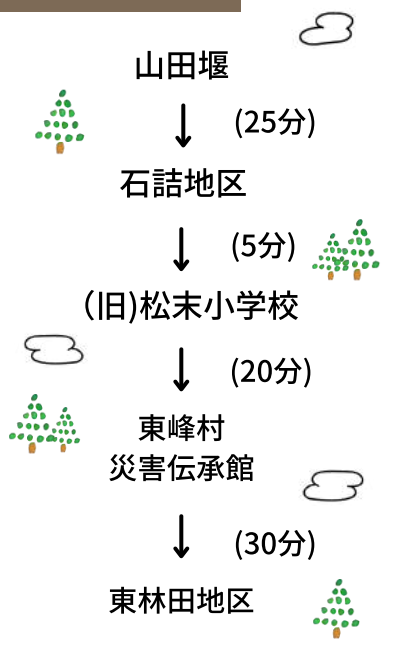 山田堰
(25分)
石詰地区
(5分)
(旧)松末小学校
(20分)
東峰村
災害伝承館
(30分)
東林田地区